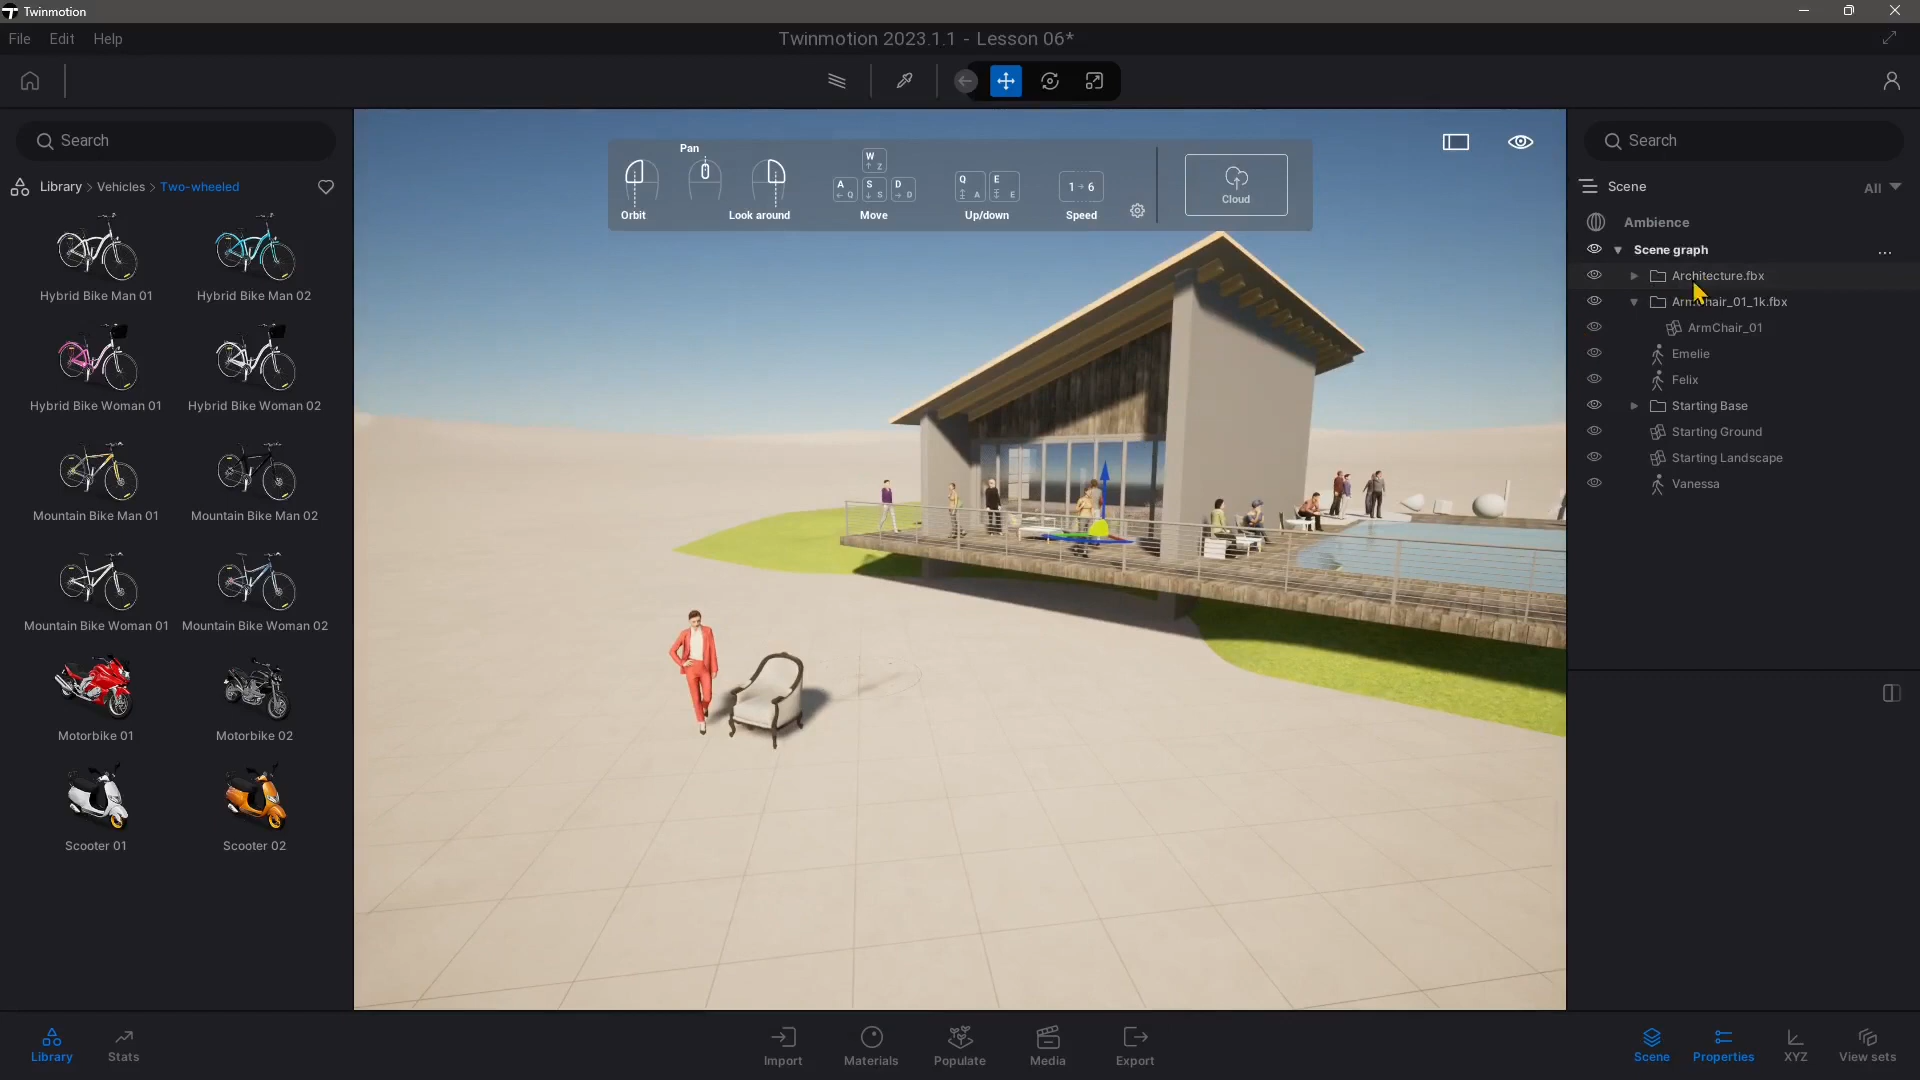 Twinmotion
File Edit Help
Twinmotion 2023.1.1 - Lesson 06*
Search
Library > Vehicles > Two-wheeled
Hybrid Bike Man 01
Hybrid Bike Man 02
Hybrid Bike Woman 01
Hybrid Bike Woman 02
Mountain Bike Man 01
Mountain Bike Man 02
Mountain Bike Woman 01
Mountain Bike Woman 02
Motorbike 01
Motorbike 02
Scooter 01
Scooter 02
Pan
Orbit
Look around
W
Z
A S D
Q S D
Move
Q E
A E
Up/down
1 6
Speed
Cloud
Search
Scene
All
Ambience
Scene graph
...
Architecture.fbx
hair_01_1k.fbx
ArmChair_01
Emelie
Felix
Starting Base
Starting Ground
Starting Landscape
Vanessa
Library
Stats
Import
Materials
Populate
Media
Export
Scene
Properties
XYZ
View sets